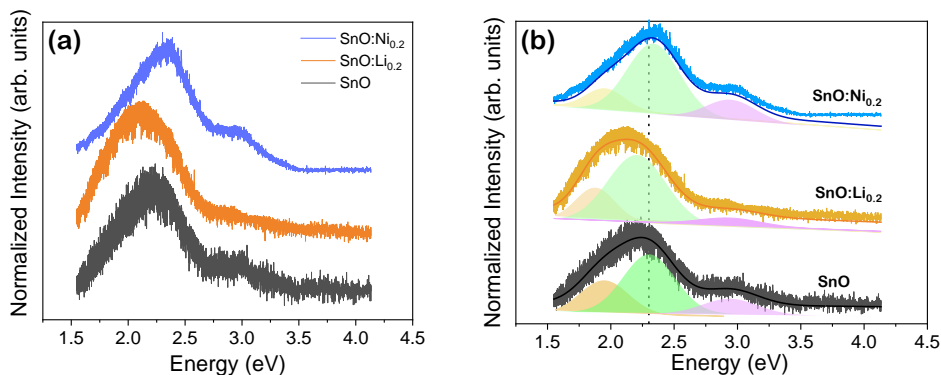 (a)
SnO:Ni0.2
SnO:Li0.2
SnO
Normalized Intensity (arb. units)
1.5 2.0 2.5 3.0 3.5 4.0 4.5
Energy (eV)
(b)
SnO:Ni0.2
SnO:Li0.2
SnO
Normalized Intensity (arb. units)
1.5 2.0 2.5 3.0 3.5 4.0 4.5
Energy (eV)